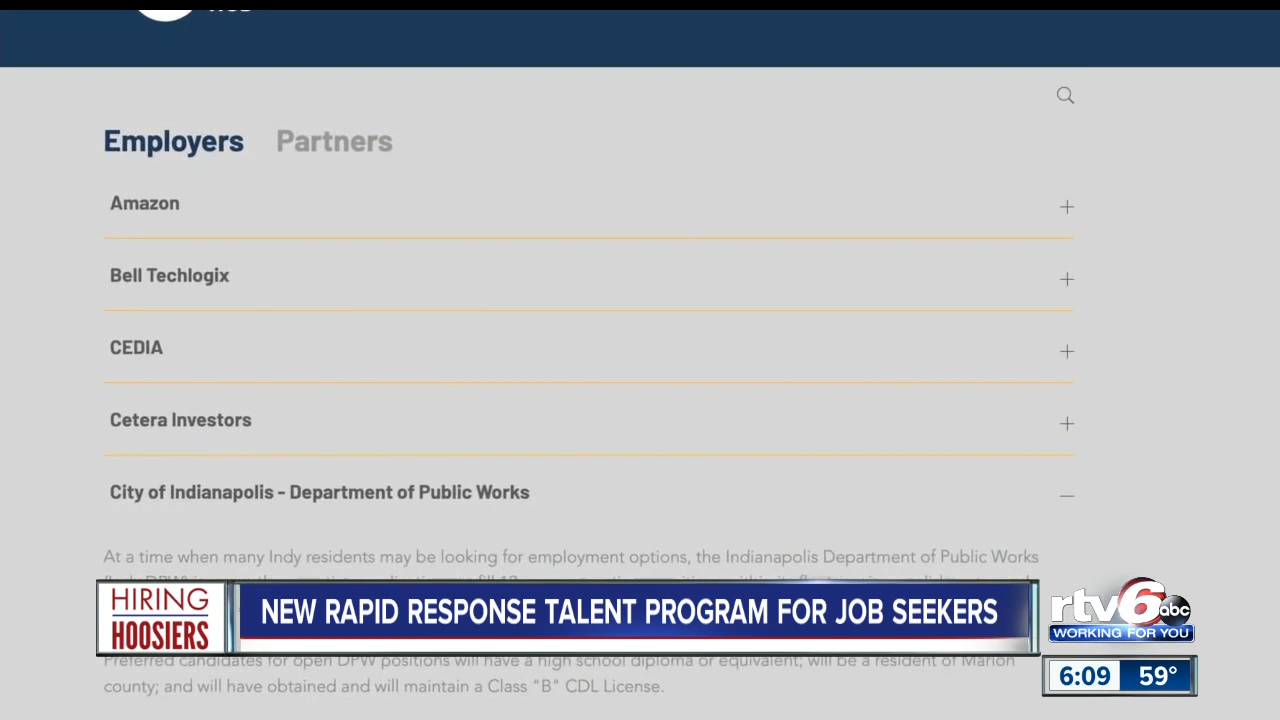 Employers Partners
Amazon
Bell Techlogix
CEDIA
Cetera Investors
City of Indianapolis - Department of Public Works
At a time when many Indy residents may be looking for employment options, the Indianapolis Department of Public Works
HIRING
HOOSIERS
NEW RAPID RESPONSE TALENT PROGRAM FOR JOB SEEKERS
rtv6 abc
WORKING FOR YOU
Preferred candidates for open DPW positions will have a high school diploma or equivalent; will be a resident of Marion
county; and will have obtained and will maintain a Class "B" CDL License.
6:09 59°